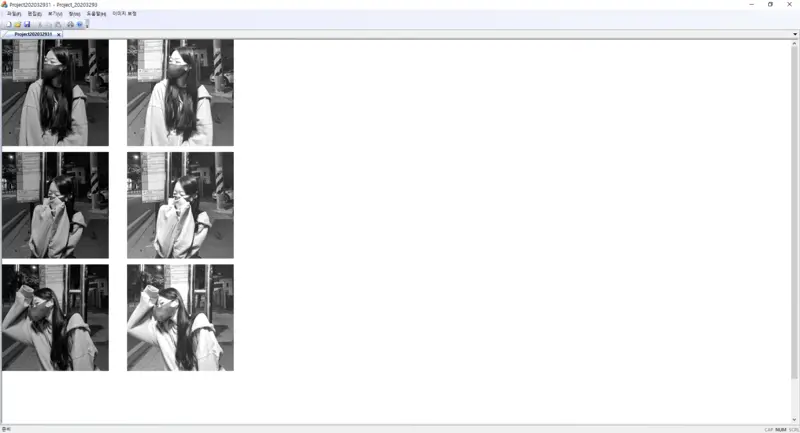 Project202032931 - Project_20203293
파일(F) 편집(E) 보기(V) 창(W) 도움말(H) 이미지 보정
Project202032931
준비
CAP NUM SCRL